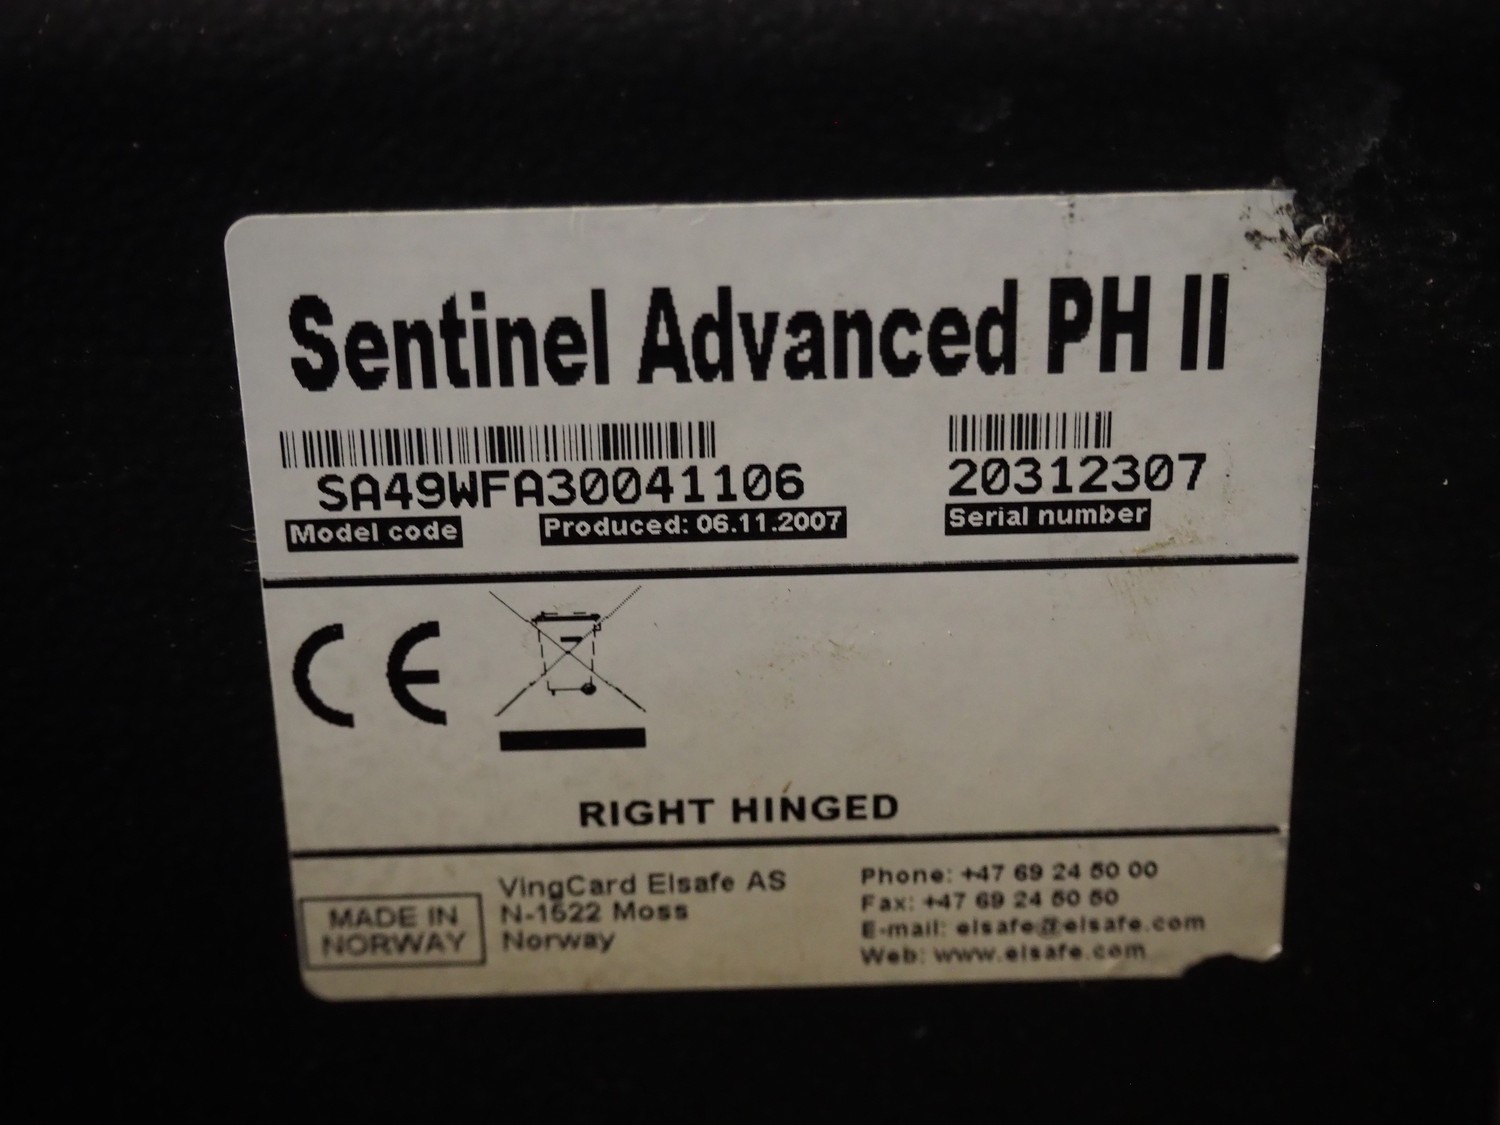 Sentinel Advanced PH II
SA49WFA30041106 20312307
Model code Produced: 06.11.2007 Serial number
CE
RIGHT HINGED
MADE IN
NORWAY
VingCard Elsafe AS
N-1522 Moss
Norway
Phone: +47 69 24 50 00
Fax: +47 69 24 50 50
E-mail: elsafe@elsafe.com
Web: www.elsafe.com